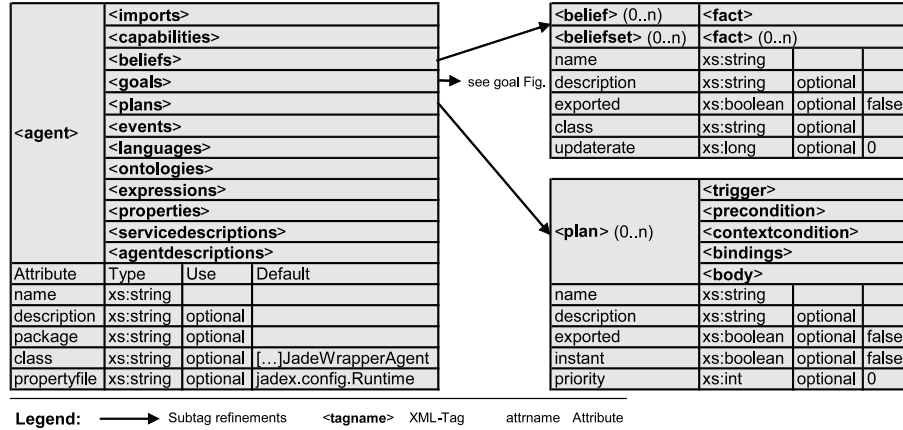 <imports>
<capabilities>
<beliefs>
<goals>
<plans>
<agent>
<events>
<languages>
<ontologies>
<expressions>
<properties>
<servicedescriptions>
<agentdescriptions>
Attribute Type Use Default
name xs:string
description xs:string optional
package xs:string optional
class xs:string optional [...]JadeWrapperAgent
propertyfile xs:string optional jadex.config.Runtime
see goal Fig.
<belief> (0..n) <fact>
<beliefset> (0..n) <fact> (0..n)
name xs:string
description xs:string optional
exported xs:boolean optional false
class xs:string optional
updaterate xs:long optional 0
<trigger>
<precondition>
<plan> (0..n) <contextcondition>
<bindings>
<body>
name xs:string
description xs:string optional
exported xs:boolean optional false
instant xs:boolean optional false
priority xs:int optional 0
Legend: Subtag refinements <tagname> XML-Tag attrname Attribute